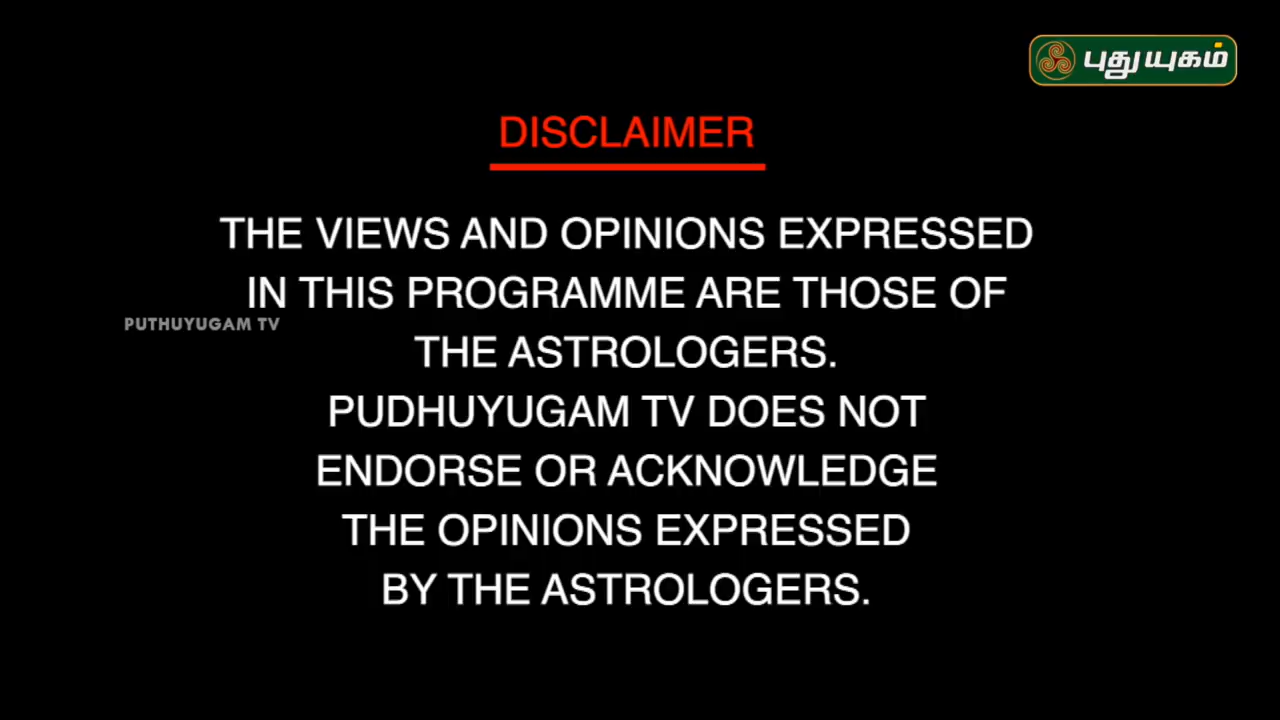 புதுயுகம்
DISCLAIMER
THE VIEWS AND OPINIONS EXPRESSED
IN THIS PROGRAMME ARE THOSE OF
PUTHUYUGAM TV
THE ASTROLOGERS.
PUDHUYUGAM TV DOES NOT
ENDORSE OR ACKNOWLEDGE
THE OPINIONS EXPRESSED
BY THE ASTROLOGERS.